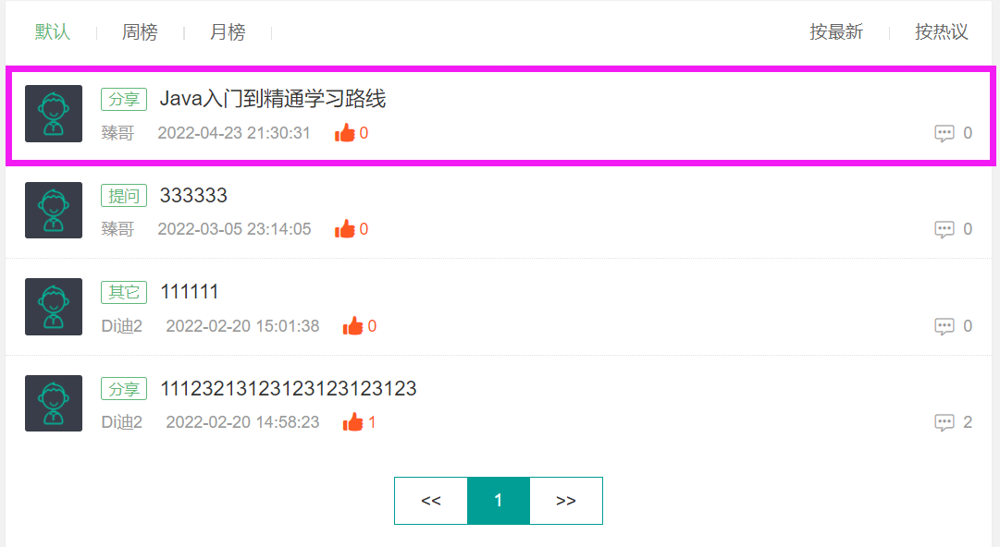 默认 周榜 月榜 按最新 按热议
分享 Java入门到精通学习路线
臻哥 2022-04-23 21:30:31 0 0
提问 333333
臻哥 2022-03-05 23:14:05 0 0
其它 111111
Di迪2 2022-02-20 15:01:38 0 0
分享 11123213123123123123123
Di迪2 2022-02-20 14:58:23 1 2
<< 1 >>